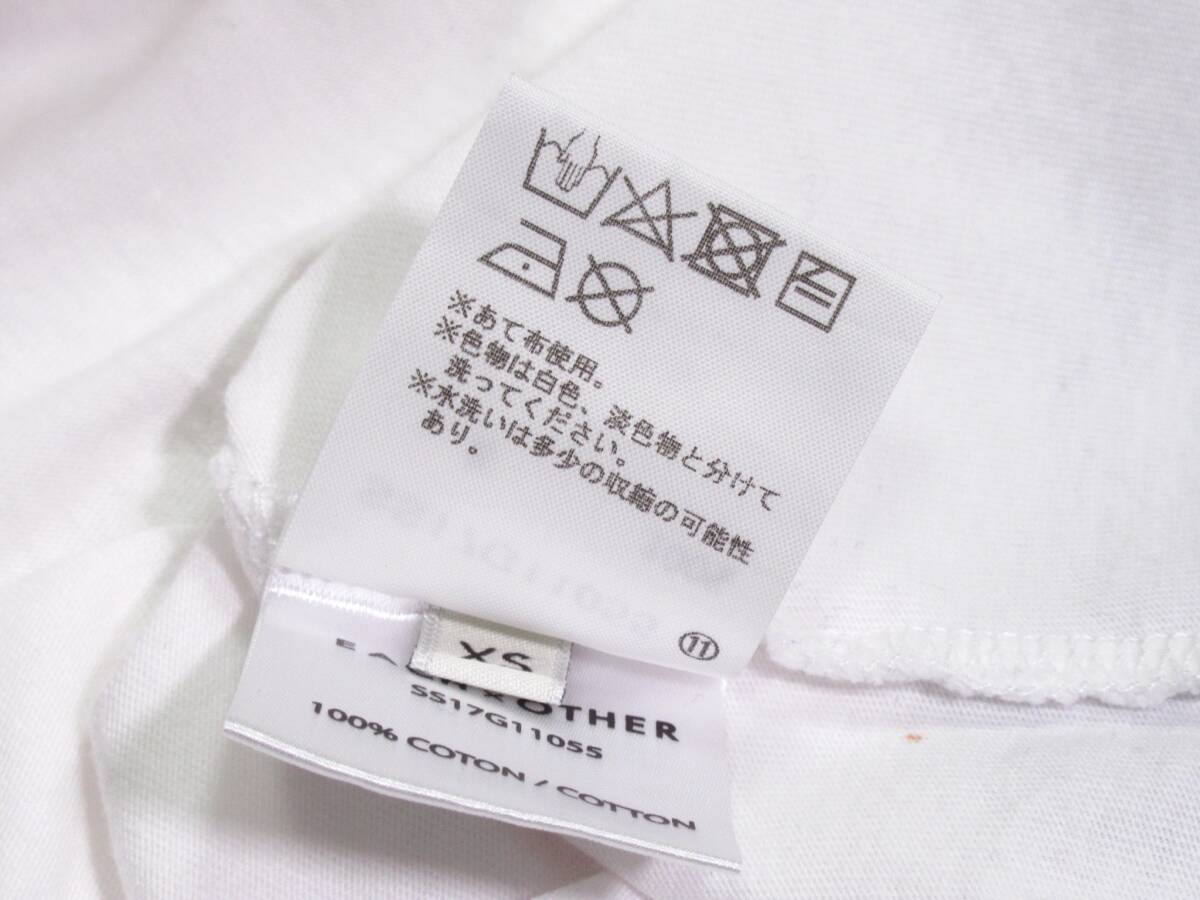 ※あて布使用。
※色物は白色、淡色物と分けて
洗ってください。
※水洗いは多少の収縮の可能性
あり。
11
XS
OTHER
SS17G11055
100% COTON / COTTON